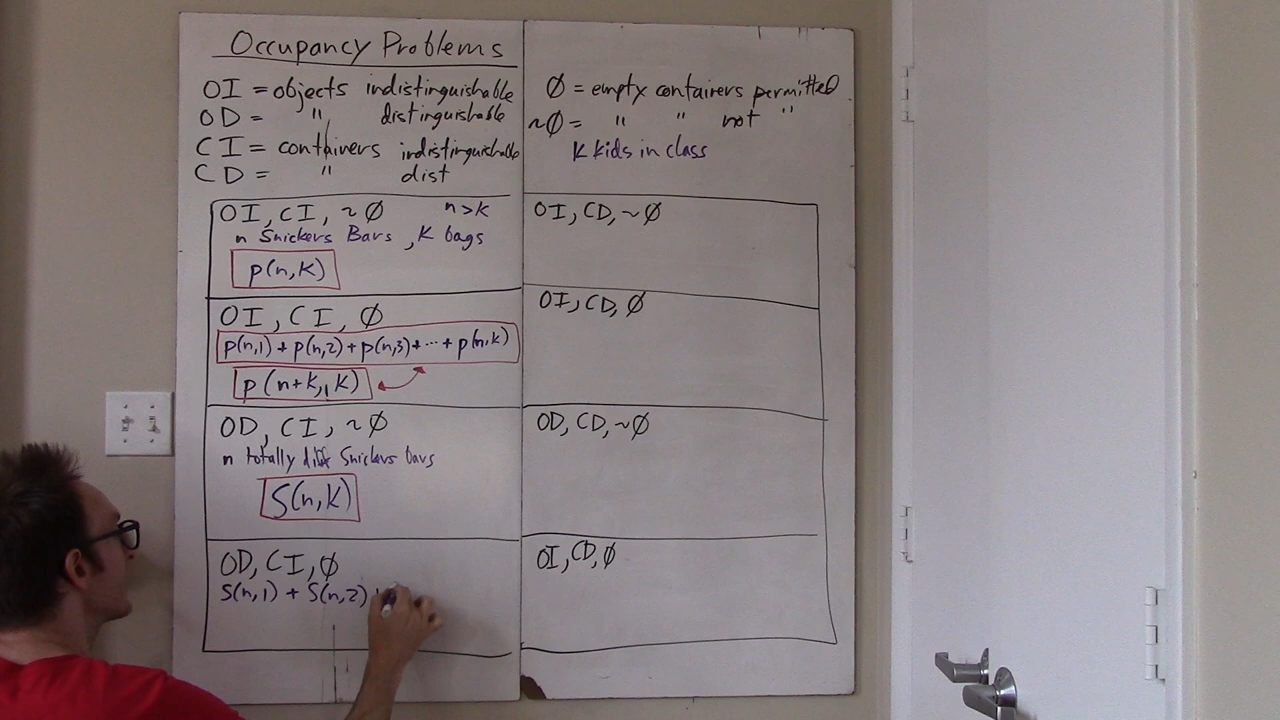 Occupancy Problems
OI = objects indistinguishable
OD = " distinguishable
CI = containers indistinguishable
CD = " dist
∅ = empty containers permitted
~∅ = " " not "
K kids in class
OI, CI, ~∅ n>k
n Snickers Bars, K bags
p(n,k)
OI, CI, ∅
p(n,1) + p(n,2) + p(n,3) + ... + p(n,k)
p(n+k, k)
OD, CI, ~∅
n totally diff Snickers bars
S(n,k)
OD, CI, ∅
S(n,1) + S(n,2)
OI, CD, ~∅
OI, CD, ∅
OD, CD, ~∅
OI, CD, ∅